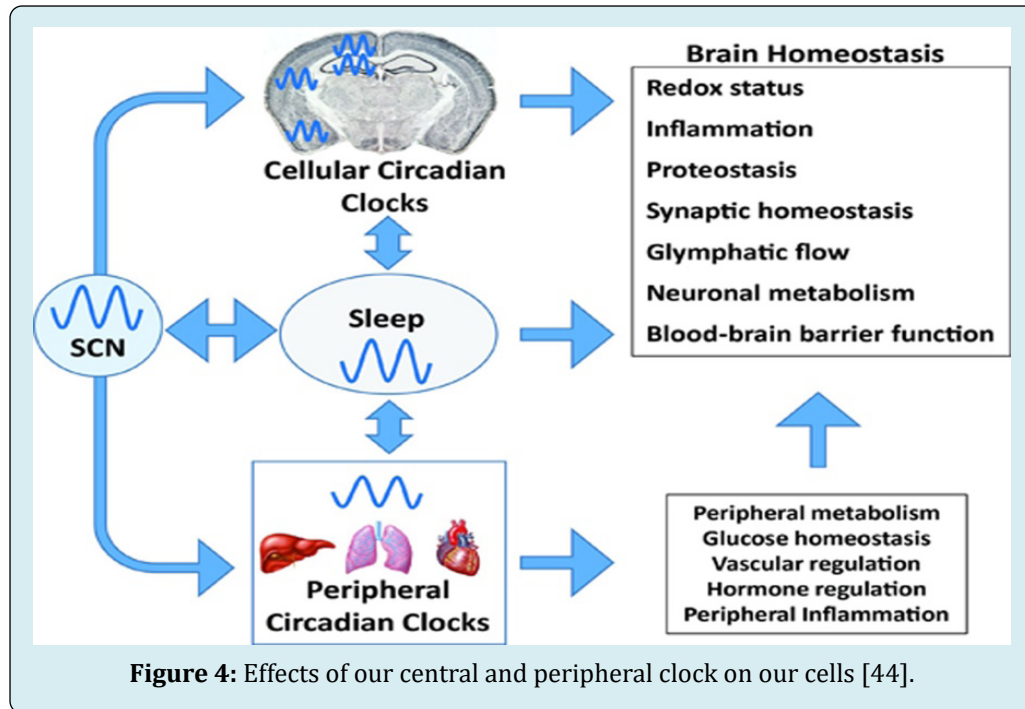 Brain Homeostasis
Redox status
Inflammation
Proteostasis
Synaptic homeostasis
Glymphatic flow
Neuronal metabolism
Blood-brain barrier function
Cellular Circadian
Clocks
SCN
Sleep
Peripheral
Circadian Clocks
Peripheral metabolism
Glucose homeostasis
Vascular regulation
Hormone regulation
Peripheral Inflammation
Figure 4: Effects of our central and peripheral clock on our cells [44].